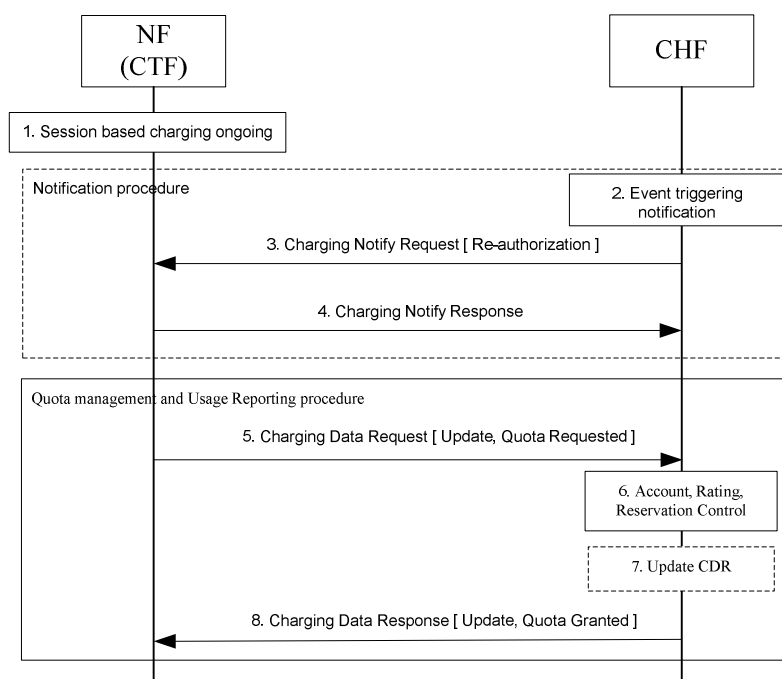 NF
(CTF)
CHF
1. Session based charging ongoing
Notification procedure
2. Event triggering
notification
3. Charging Notify Request [ Re-authorization ]
4. Charging Notify Response
Quota management and Usage Reporting procedure
5. Charging Data Request [ Update, Quota Requested ]
6. Account, Rating,
Reservation Control
7. Update CDR
8. Charging Data Response [ Update, Quota Granted ]